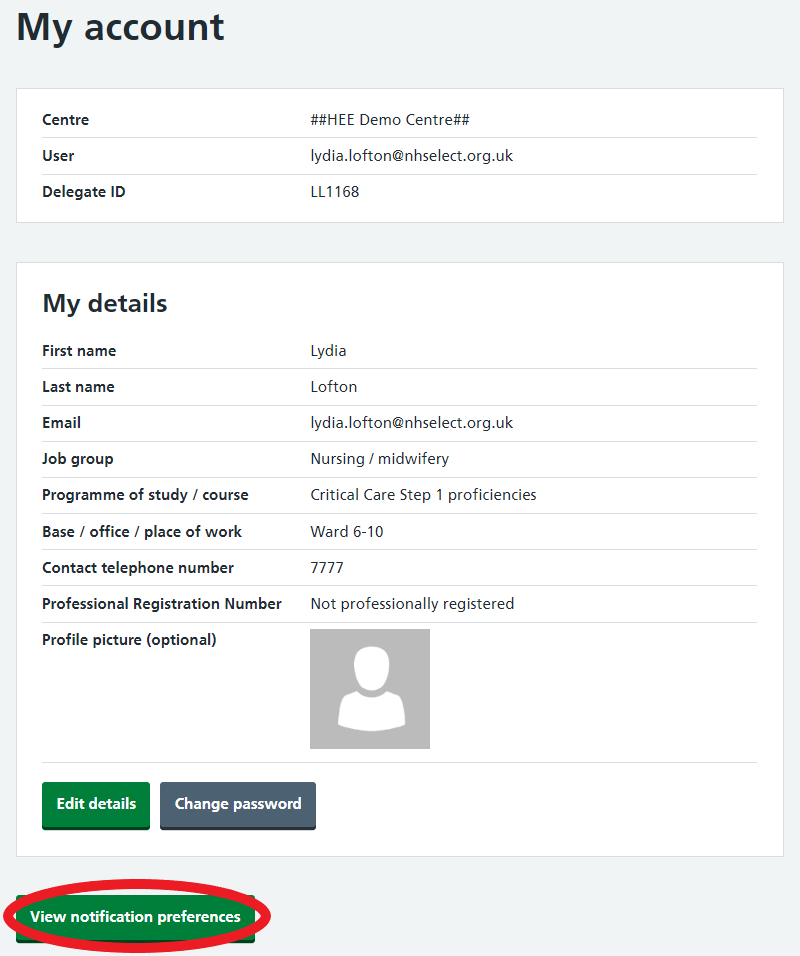 My account
Centre ##HEE Demo Centre##
User lydia.lofton@nhselect.org.uk
Delegate ID LL1168
My details
First name Lydia
Last name Lofton
Email lydia.lofton@nhselect.org.uk
Job group Nursing / midwifery
Programme of study / course Critical Care Step 1 proficiencies
Base / office / place of work Ward 6-10
Contact telephone number 7777
Professional Registration Number Not professionally registered
Profile picture (optional)
Edit details Change password
View notification preferences